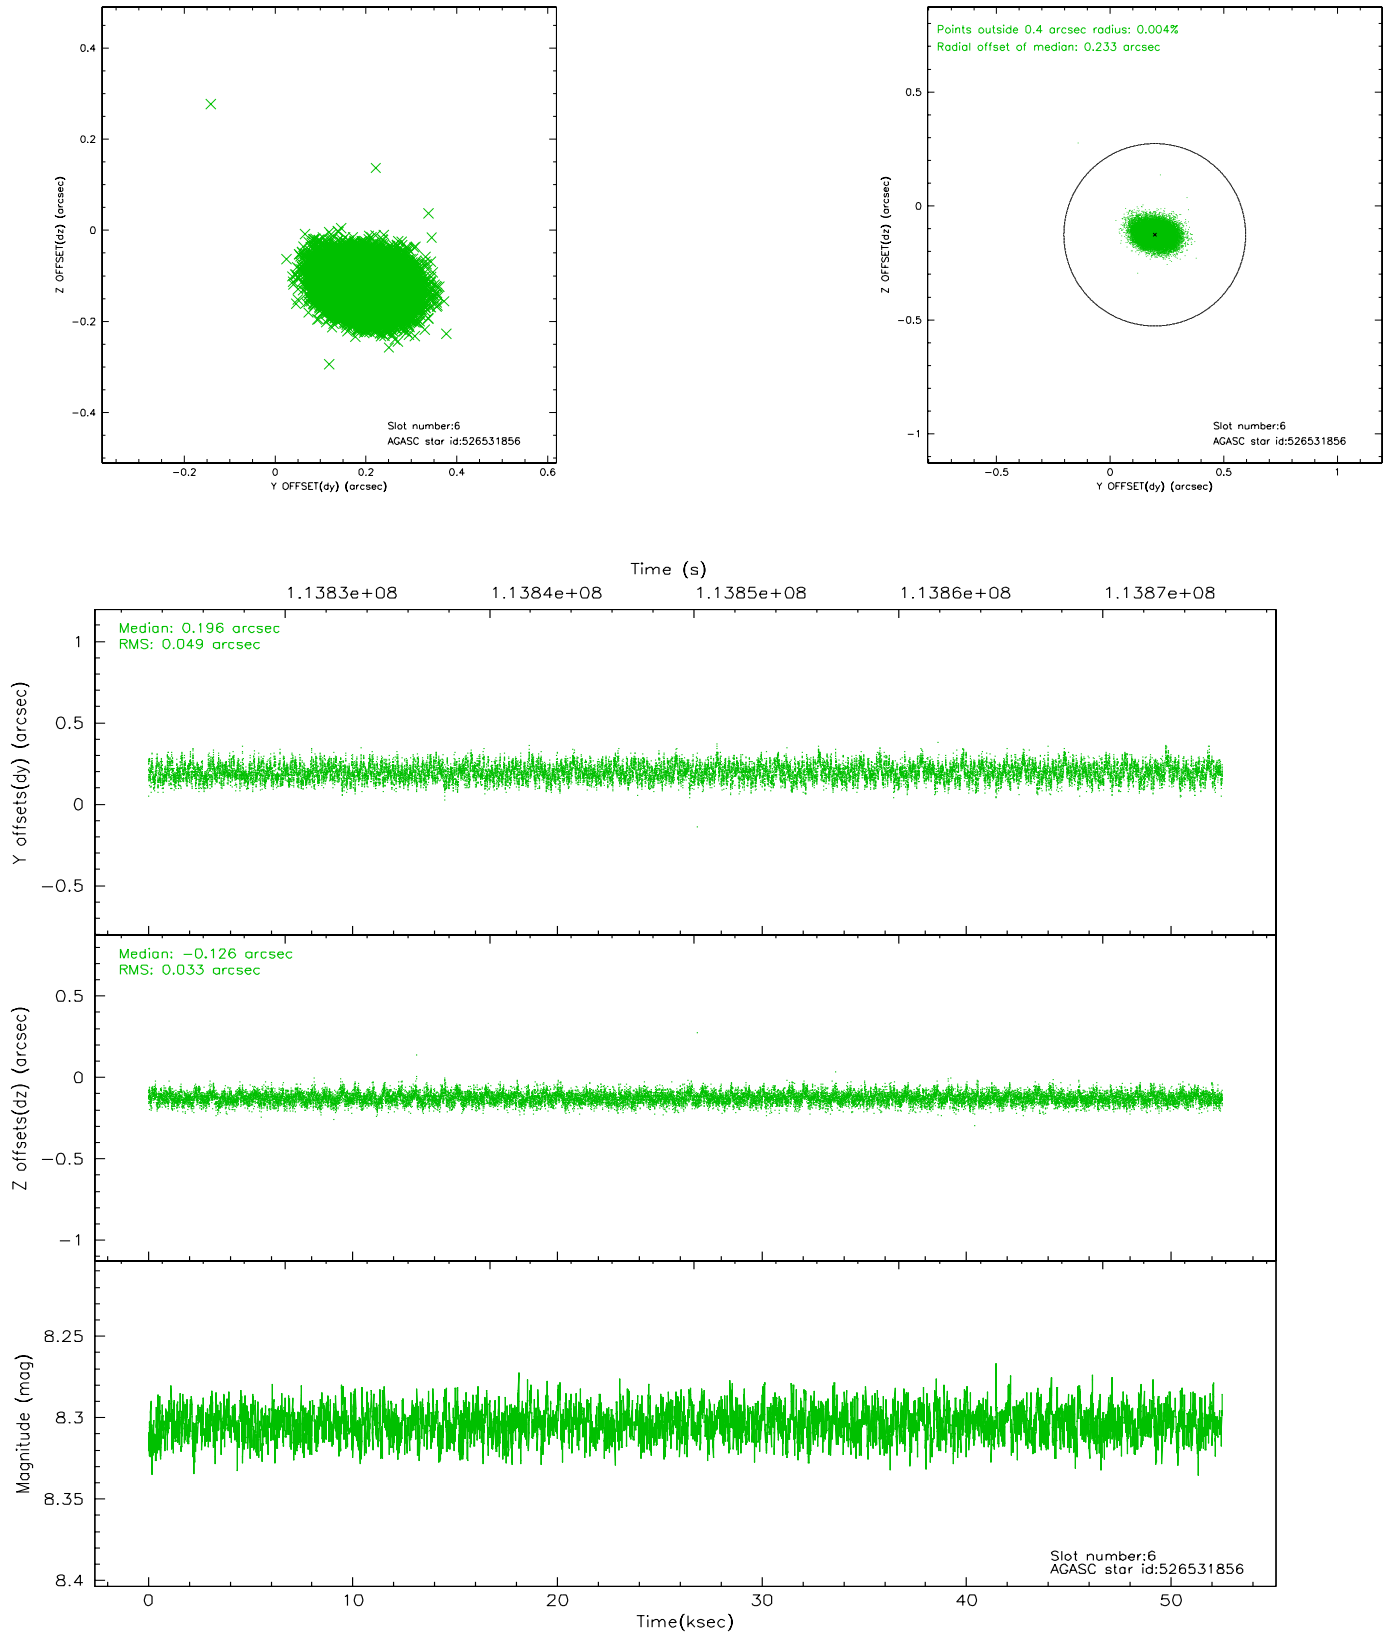 0.4
0.2
0
−0.2
−0.4
Z OFFSET(dz) (arcsec)
Slot number:6
AGASC star id:526531856
−0.2 0 0.2 0.4 0.6
Y OFFSET(dy) (arcsec)
Points outside 0.4 arcsec radius: 0.004%
Radial offset of median: 0.233 arcsec
0.5
0
−0.5
−1
Z OFFSET(dz) (arcsec)
Slot number:6
AGASC star id:526531856
−0.5 0 0.5 1
Y OFFSET(dy) (arcsec)
Time (s)
1.1383e+08 1.1384e+08 1.1385e+08 1.1386e+08 1.1387e+08
Median: 0.196 arcsec
RMS: 0.049 arcsec
1
0.5
0
−0.5
Y offsets(dy) (arcsec)
Median: −0.126 arcsec
RMS: 0.033 arcsec
0.5
0
−0.5
−1
Z offsets(dz) (arcsec)
8.25
8.3
8.35
8.4
Magnitude (mag)
Slot number:6
AGASC star id:526531856
0 10 20 30 40 50
Time(ksec)